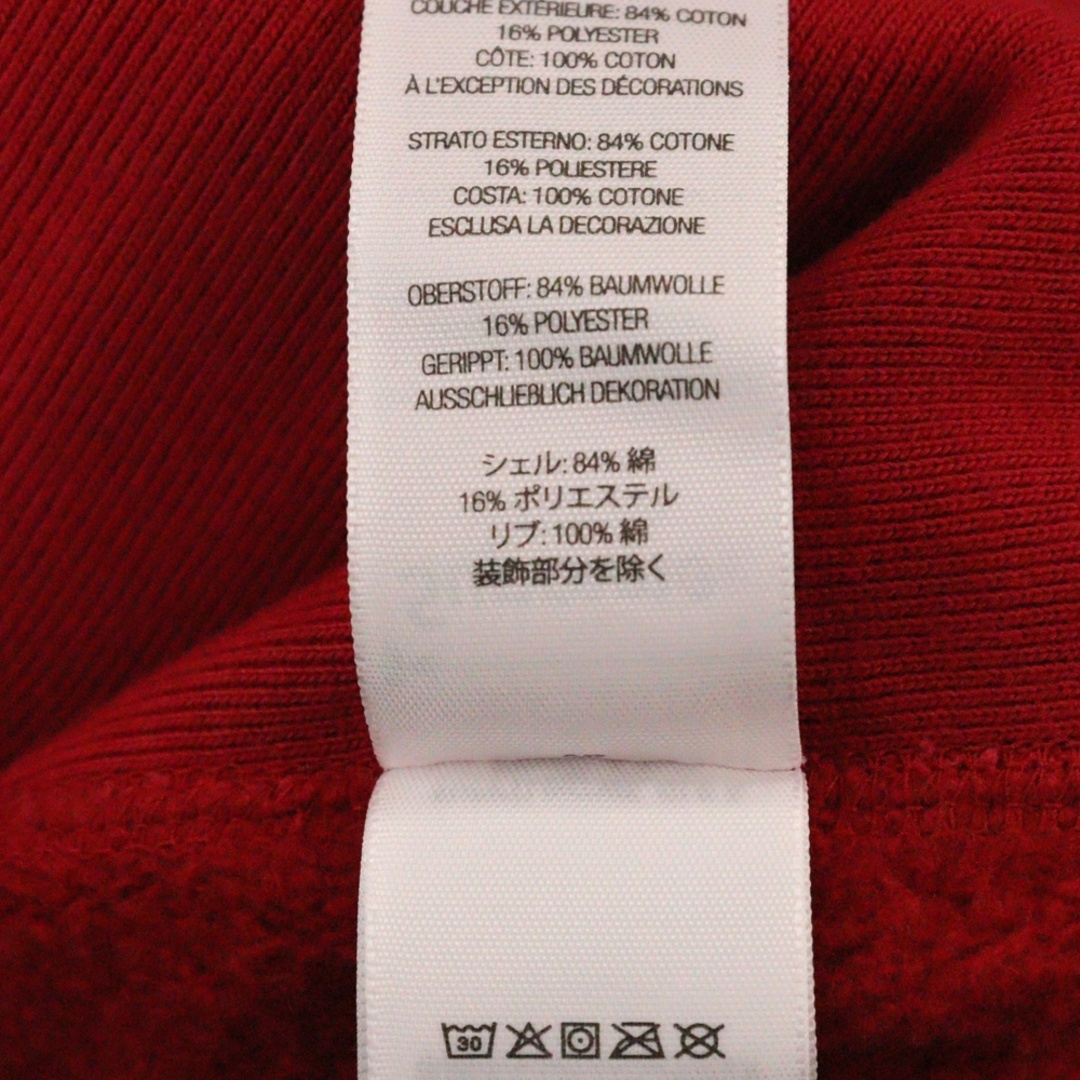 COUCHE EXTÉRIEURE: 84% COTON
16% POLYESTER
CÔTE: 100% COTON
À L'EXCEPTION DES DÉCORATIONS
STRATO ESTERNO: 84% COTONE
16% POLIESTERE
COSTA: 100% COTONE
ESCLUSA LA DECORAZIONE
OBERSTOFF: 84% BAUMWOLLE
16% POLYESTER
GERIPPT: 100% BAUMWOLLE
AUSSCHLIEßLICH DEKORATION
シェル: 84% 綿
16% ポリエステル
リブ: 100% 綿
装飾部分を除く
30